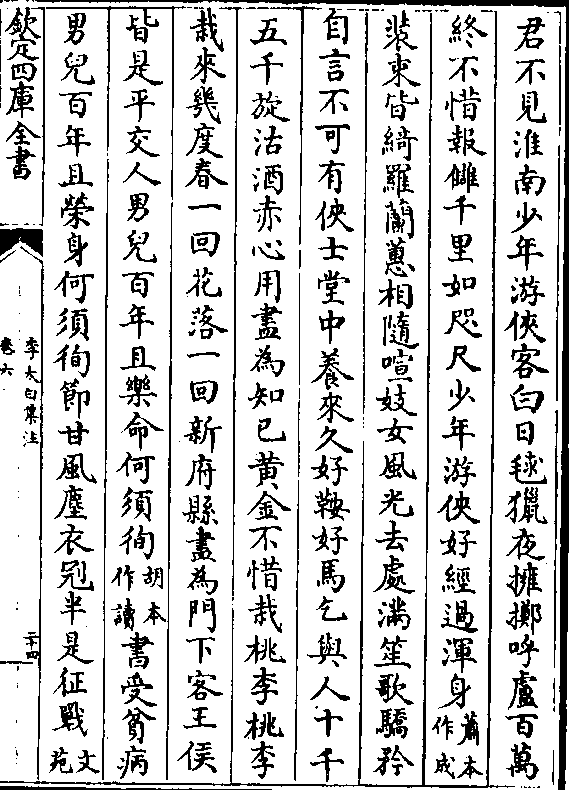 君不見淮南少年游俠客白日毬獵夜擁擲呼盧百萬
終不惜報讎千里如咫尺少年游俠好經過渾身蕭本作成
裝束皆綺羅蘭蕙相隨喧妓女風光去處滿笙歌驕矜
自言不可有俠士堂中養來久好鞍好馬乞與人十千
五千旋沽酒赤心用盡為知己黄金不惜栽桃李桃李
栽來幾度春一回花落一回新府縣盡為門下客王侯
皆是平交人男兒百年且樂命何須徇胡本作讀書受貧病
男兒百年且榮身何須徇節甘風塵衣冠半是征戰文苑
欽定四庫全書
李太白集注
卷六
二十四